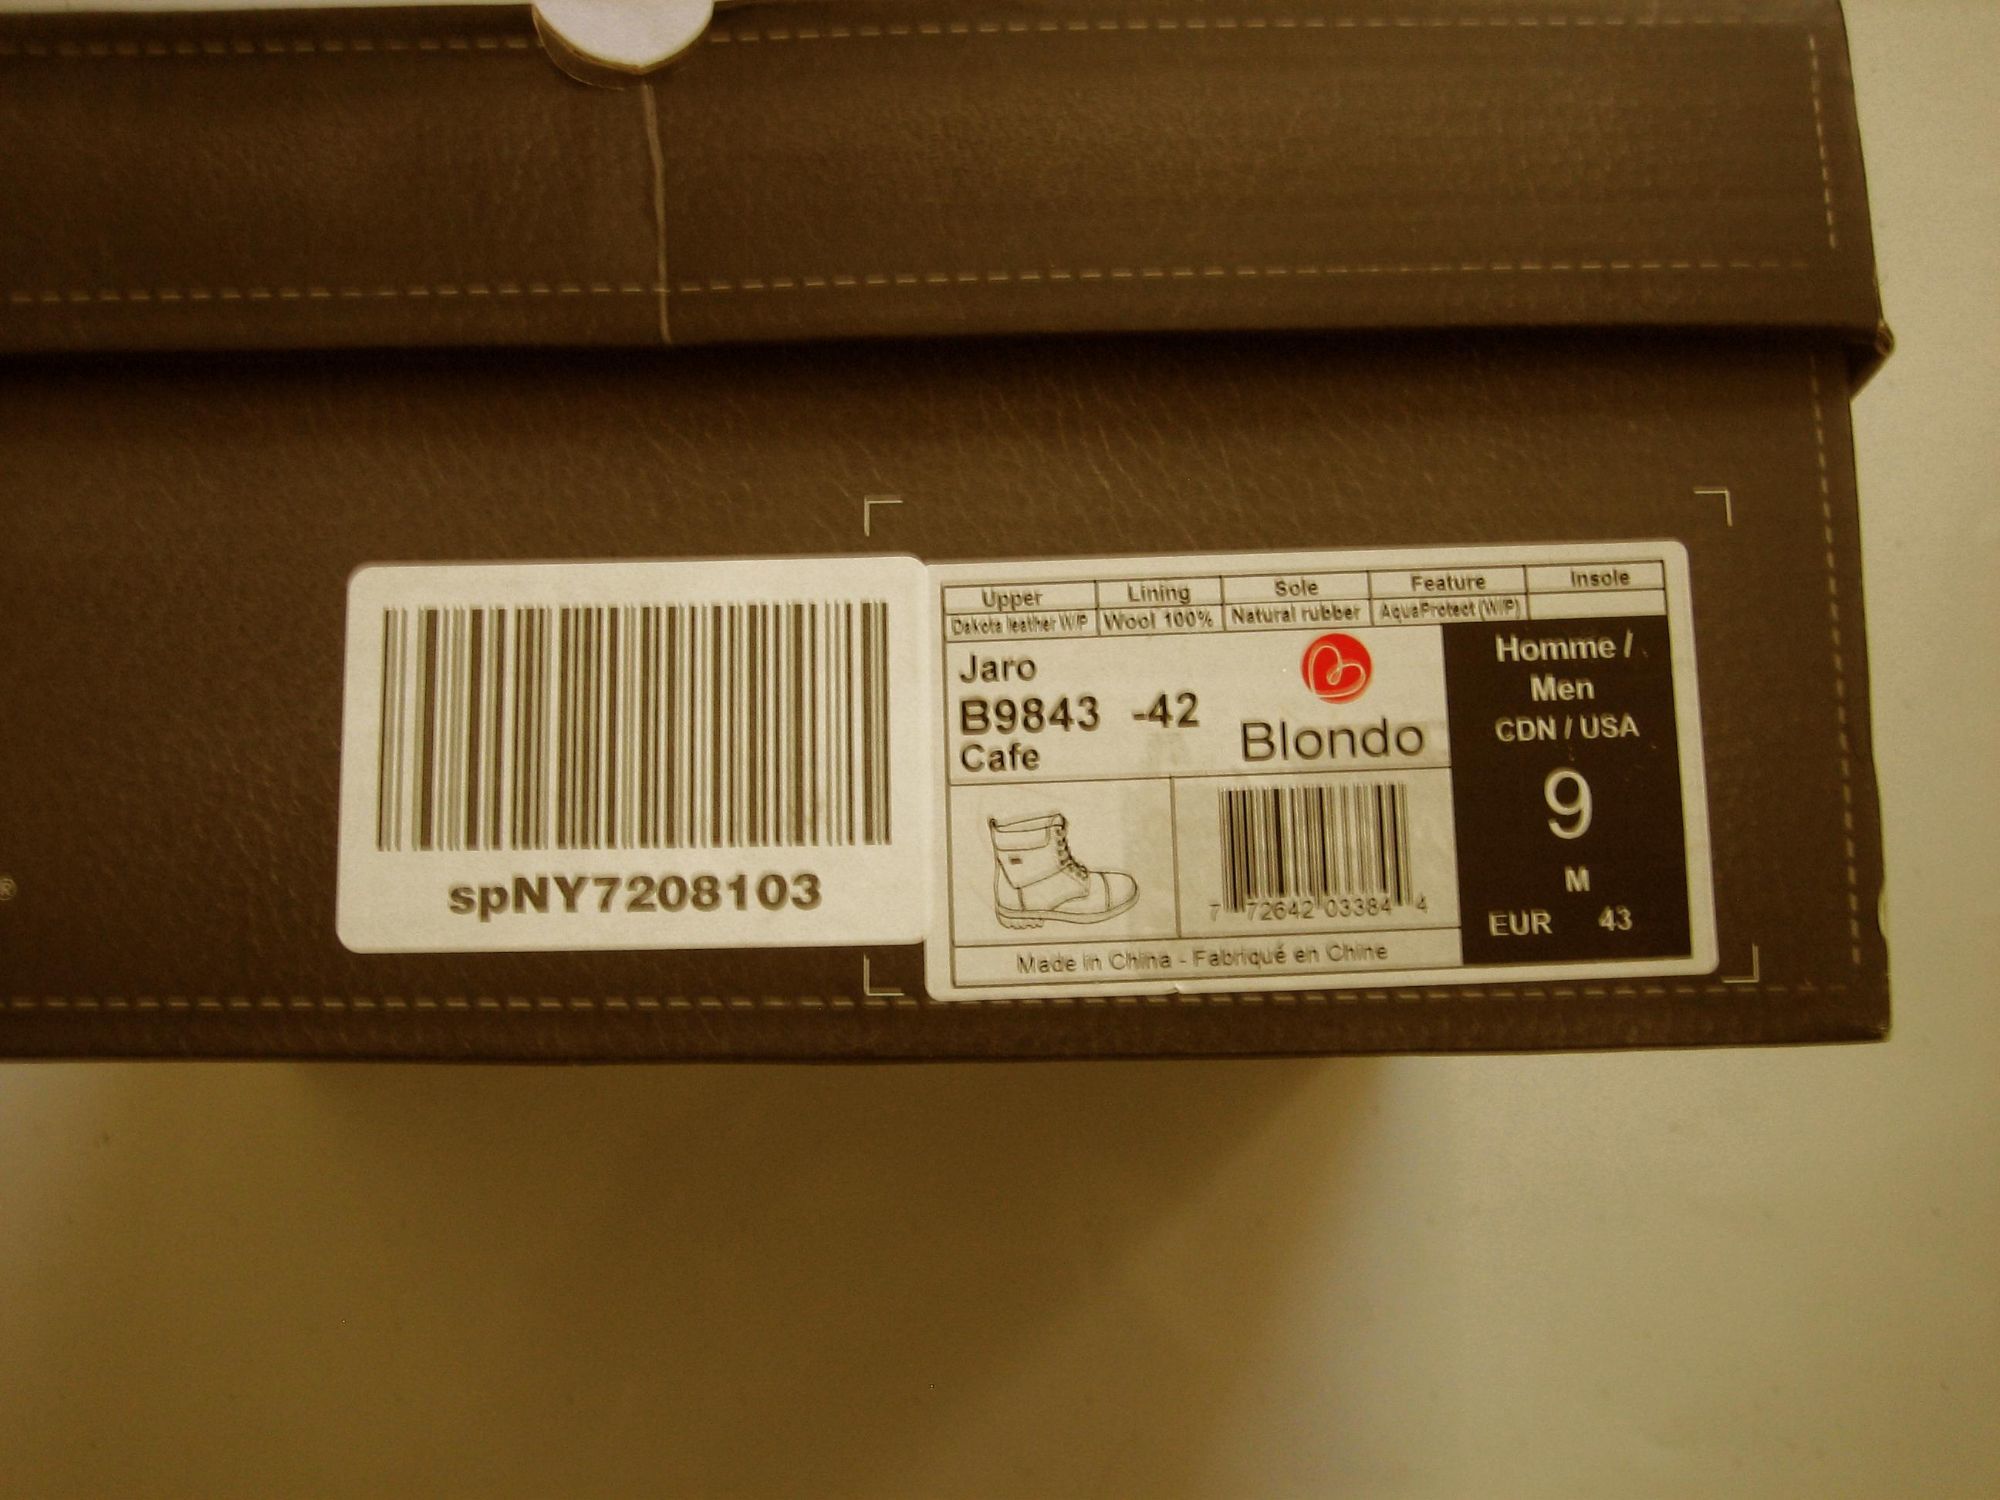 spNY7208103
Upper Lining Sole Feature Insole
Dakota leather W/P Wool 100% Natural rubber AquaProtect (W/P)
Jaro
B9843 -42
Cafe
Blondo
7 72642 03384 4
Made in China - Fabriqué en Chine
Homme /
Men
CDN / USA
9
M
EUR 43
®